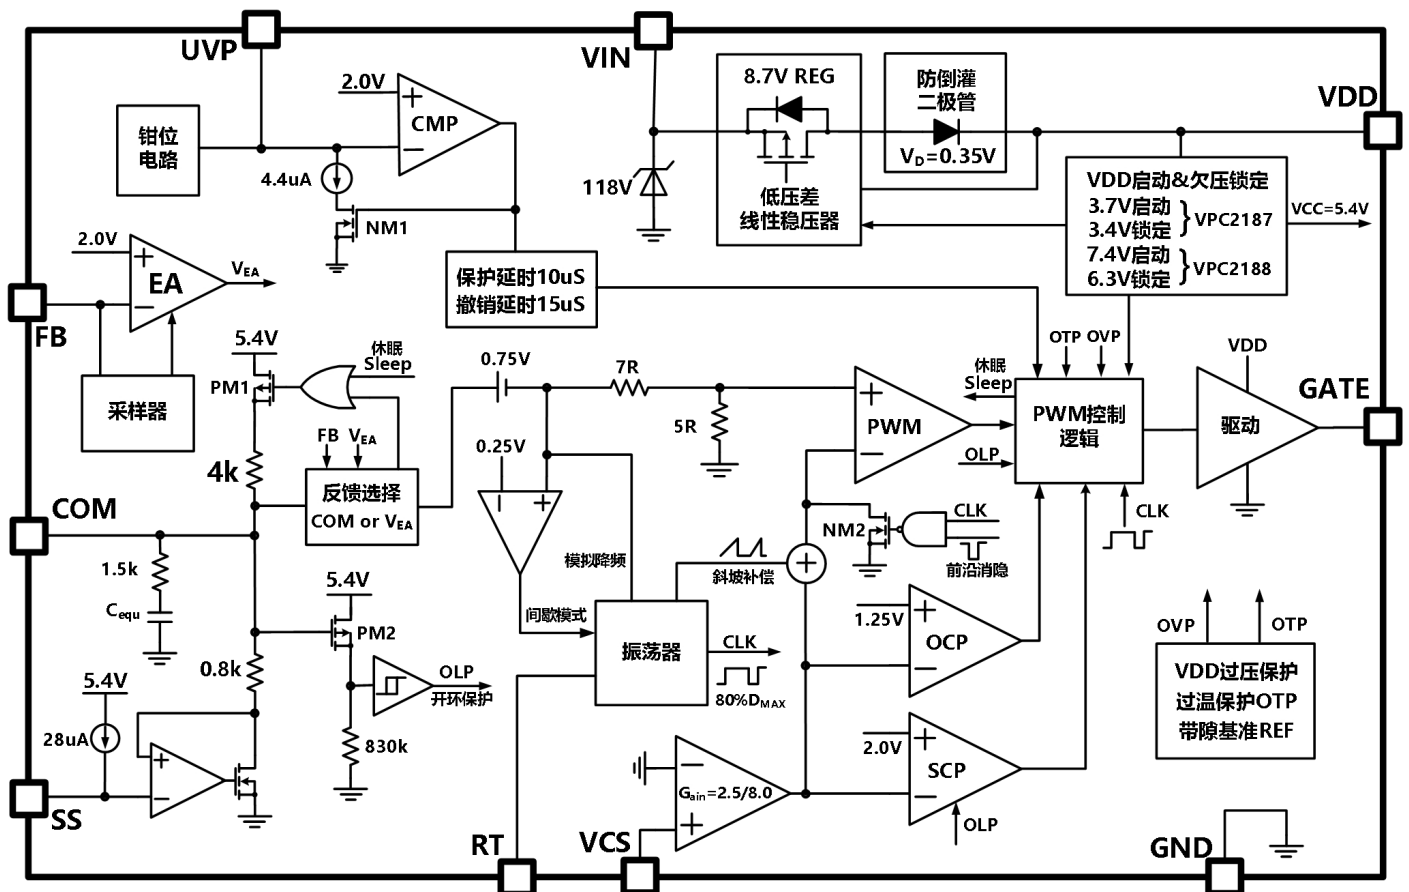 UVP
VIN
VDD
钳位
电路
2.0V
+
CMP
−
4.4uA
NM1
118V
8.7V REG
低压差
线性稳压器
防倒灌
二极管
VD=0.35V
VDD启动&欠压锁定
3.7V启动
3.4V锁定
} VPC2187
7.4V启动
6.3V锁定
} VPC2188
VCC=5.4V
2.0V
+
EA
−
VEA
FB
采样器
保护延时10uS
撤销延时15uS
5.4V
PM1
休眠
Sleep
4k
FB
VEA
反馈选择
COM or VEA
0.75V
7R
5R
0.25V
−
+
+
PWM
−
OTP
OVP
休眠
Sleep
OLP
PWM控制
逻辑
CLK
VDD
驱动
GATE
COM
1.5k
Cequ
5.4V
PM2
0.8k
OLP
开环保护
830k
模拟降频
间歇模式
斜坡补偿
+
振荡器
CLK
80%DMAX
NM2
CLK
前沿消隐
1.25V
+
OCP
−
2.0V
+
SCP
−
OLP
OVP
OTP
VDD过压保护
过温保护OTP
带隙基准REF
5.4V
28uA
+
−
SS
−
Gain=2.5/8.0
+
RT
VCS
GND